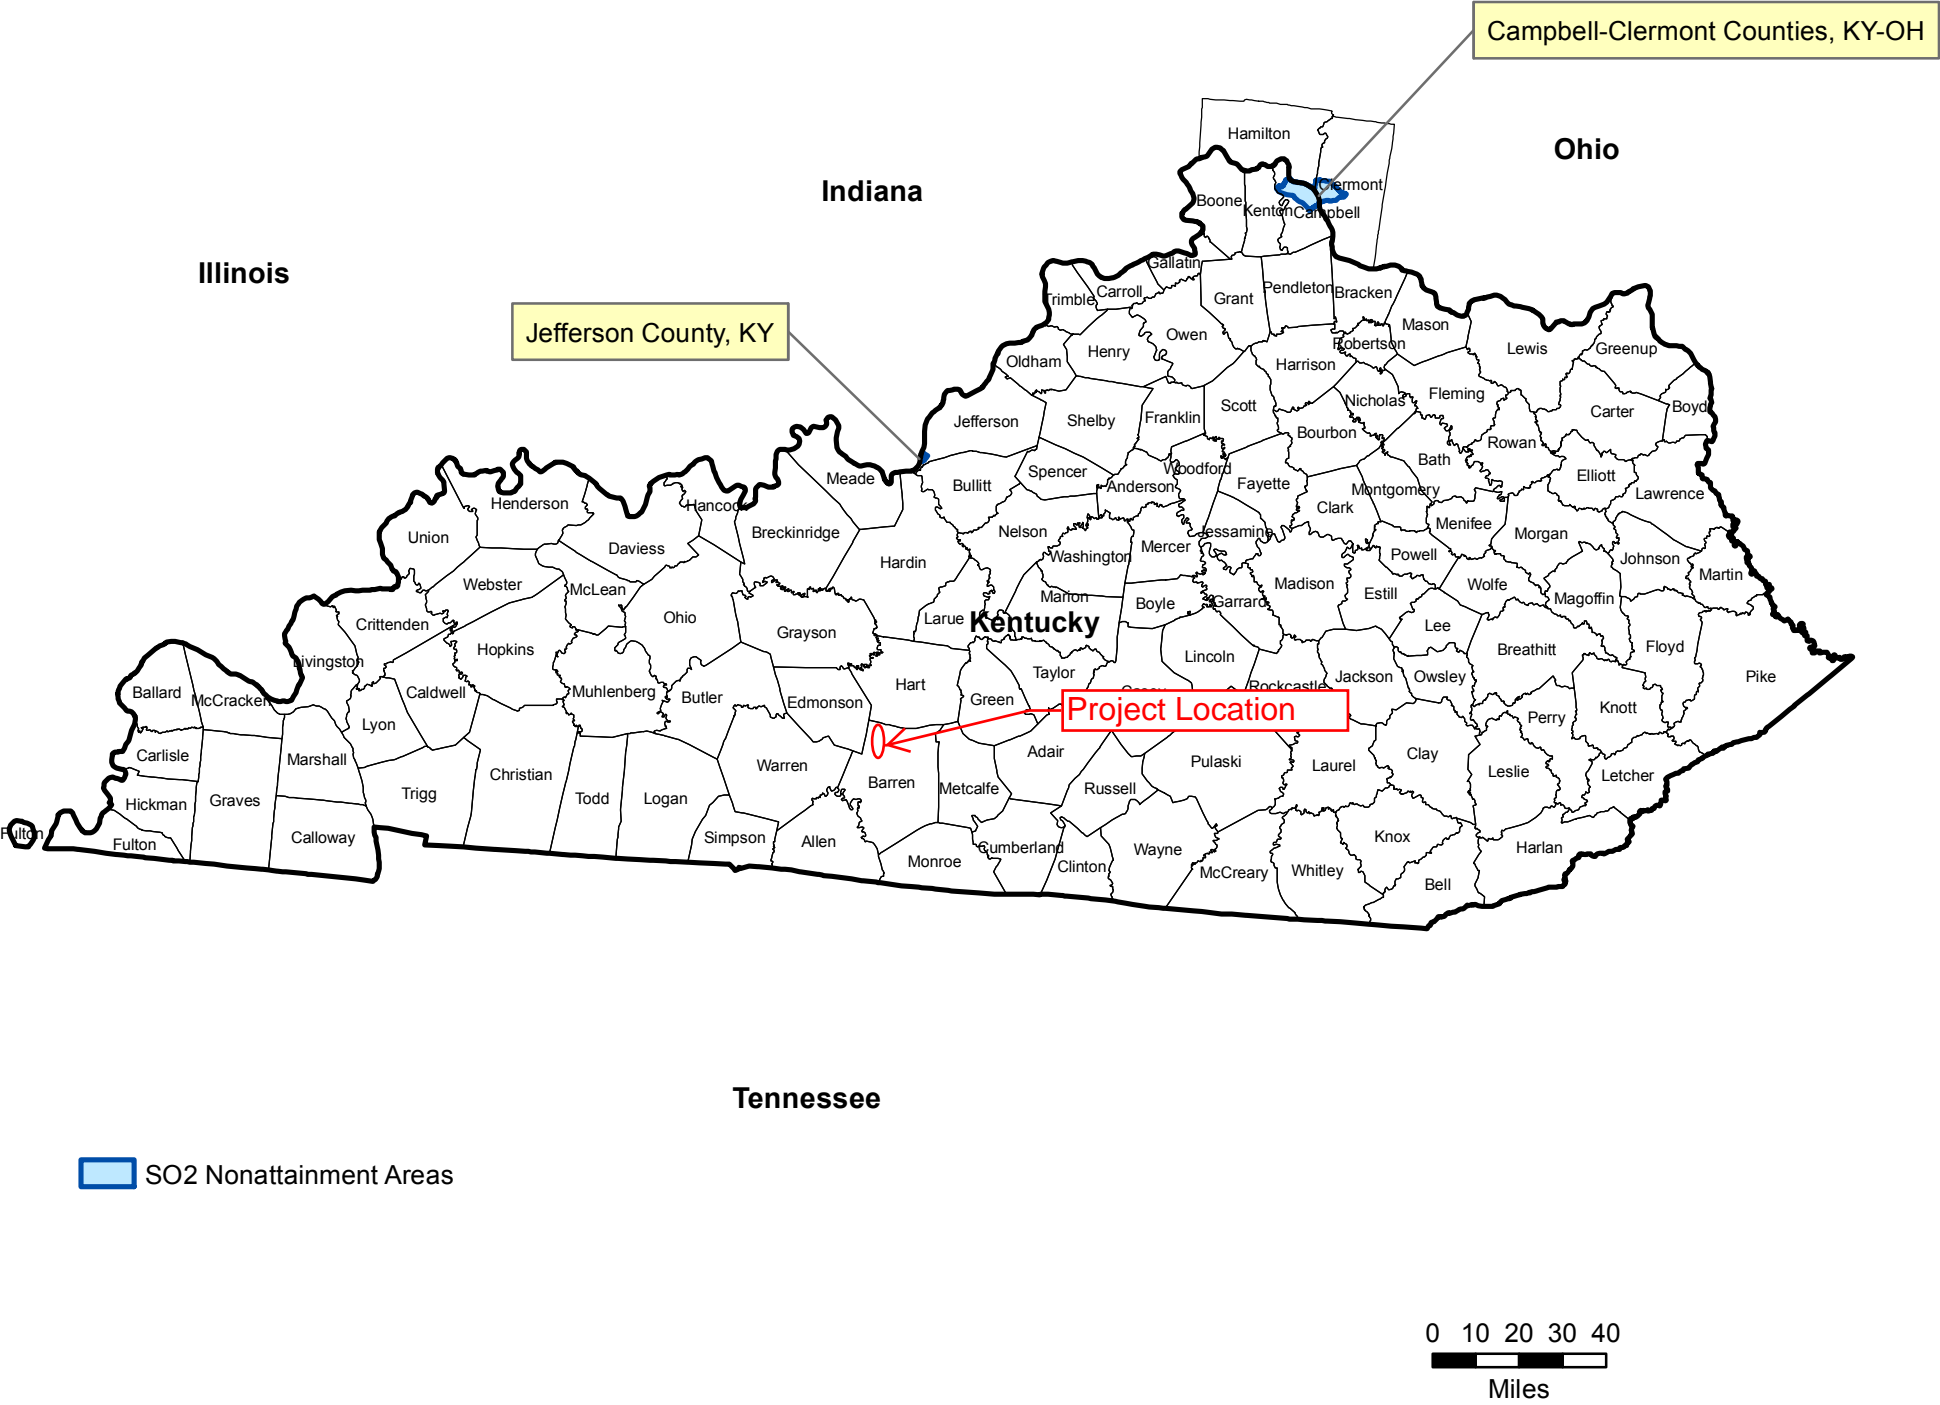 Campbell-Clermont Counties, KY-OH
Hamilton
Ohio
Indiana
Clermont
Boone
Kenton
Campbell
Illinois
Gallatin
Trimble
Carroll
Grant
Pendleton
Bracken
Jefferson County, KY
Mason
Owen
Robertson
Lewis
Greenup
Oldham
Henry
Harrison
Nicholas
Fleming
Jefferson
Shelby
Franklin
Scott
Carter
Boyd
Bourbon
Rowan
Meade
Spencer
Woodford
Bath
Bullitt
Anderson
Fayette
Montgomery
Elliott
Lawrence
Henderson
Hancock
Clark
Union
Breckinridge
Nelson
Jessamine
Menifee
Morgan
Daviess
Hardin
Washington
Mercer
Powell
Johnson
Webster
McLean
Madison
Estill
Wolfe
Martin
Marion
Boyle
Garrard
Magoffin
Crittenden
Ohio
Grayson
Larue
Kentucky
Lee
Hopkins
Lincoln
Breathitt
Floyd
Livingston
Taylor
Jackson
Owsley
Pike
Ballard
McCracken
Caldwell
Muhlenberg
Butler
Edmonson
Hart
Green
Casey
Rockcastle
Knott
Lyon
Project Location
Perry
Carlisle
Marshall
Warren
Adair
Pulaski
Laurel
Clay
Leslie
Letcher
Hickman
Graves
Trigg
Christian
Todd
Logan
Barren
Metcalfe
Russell
Fulton
Fulton
Calloway
Simpson
Allen
Monroe
Cumberland
Clinton
Wayne
McCreary
Whitley
Knox
Bell
Harlan
Tennessee
SO2 Nonattainment Areas
0 10 20 30 40
Miles